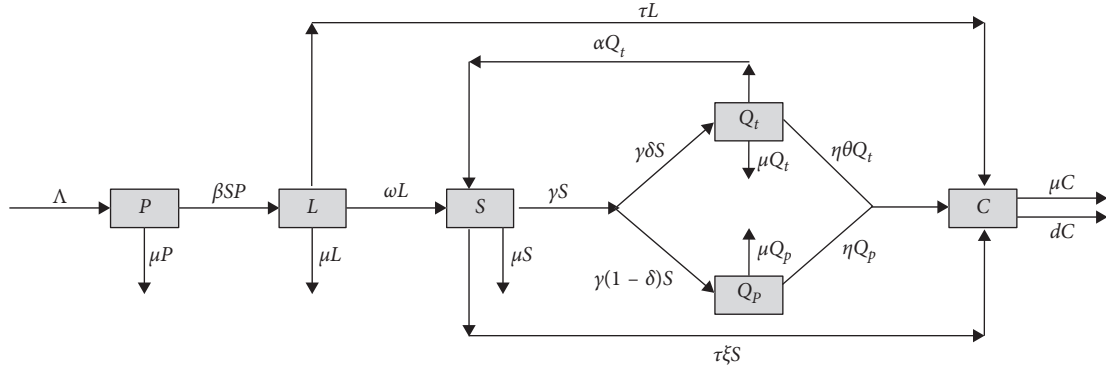 τL
αQ_t
Q_t
γδS
μQ_t
ηθQ_t
Λ
P
βSP
L
ωL
S
γS
C
μC
dC
μP
μL
μS
μQ_p
ηQ_p
γ(1 – δ)S
Q_P
τξS